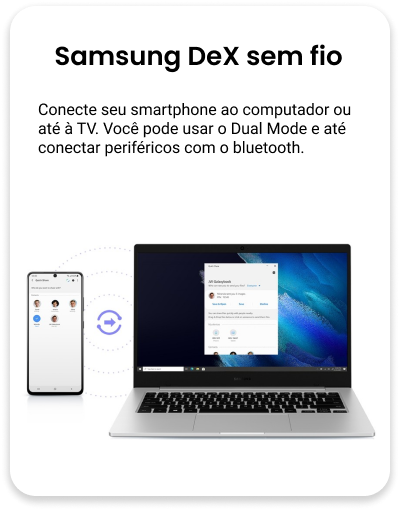 Samsung DeX sem fio
Conecte seu smartphone ao computador ou
até à TV. Você pode usar o Dual Mode e até
conectar periféricos com o bluetooth.